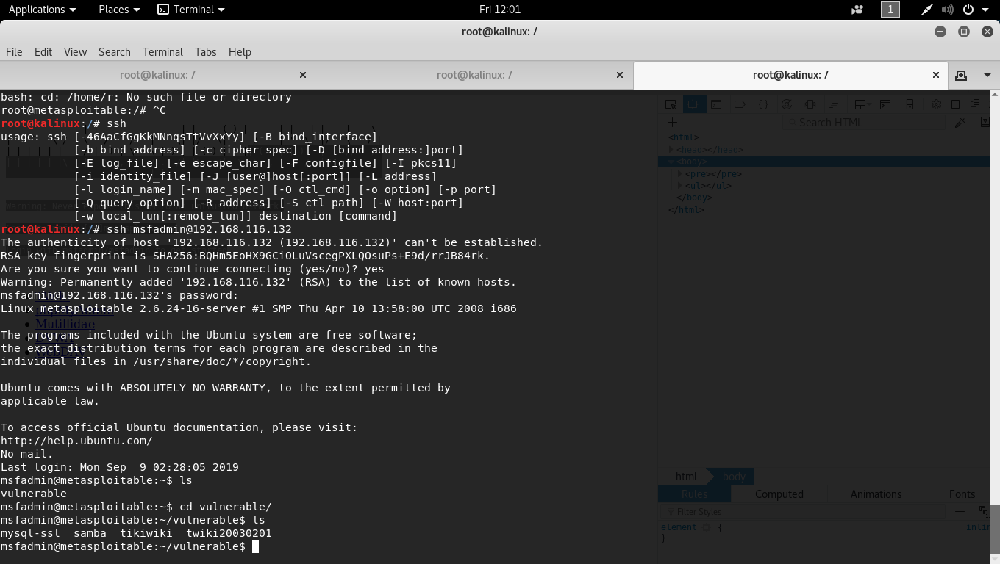 Applications Places Terminal Fri 12:01 1
root@kalinux: /
File Edit View Search Terminal Tabs Help
root@kalinux: / root@kalinux: / root@kalinux: /
bash: cd: /home/r: No such file or directory
root@metasploitable:/# ^C
root@kalinux:/# ssh
usage: ssh [-46AaCfGgKkMNnqsTtVvXxYy] [-B bind_interface]
[-b bind_address] [-c cipher_spec] [-D [bind_address:]port]
[-E log_file] [-e escape_char] [-F configfile] [-I pkcs11]
[-i identity_file] [-J [user@]host[:port]] [-L address]
[-l login_name] [-m mac_spec] [-O ctl_cmd] [-o option] [-p port]
[-Q query_option] [-R address] [-S ctl_path] [-W host:port]
[-w local_tun[:remote_tun]] destination [command]
root@kalinux:/# ssh msfadmin@192.168.116.132
The authenticity of host '192.168.116.132 (192.168.116.132)' can't be established.
RSA key fingerprint is SHA256:BQHm5EoHX9GCiOLuVscegPXLQOsuPs+E9d/rrJB84rk.
Are you sure you want to continue connecting (yes/no)? yes
Warning: Permanently added '192.168.116.132' (RSA) to the list of known hosts.
msfadmin@192.168.116.132's password:
Linux metasploitable 2.6.24-16-server #1 SMP Thu Apr 10 13:58:00 UTC 2008 i686
Mutillidae
The programs included with the Ubuntu system are free software;
the exact distribution terms for each program are described in the
individual files in /usr/share/doc/*/copyright.
Ubuntu comes with ABSOLUTELY NO WARRANTY, to the extent permitted by
applicable law.
To access official Ubuntu documentation, please visit:
http://help.ubuntu.com/
No mail.
Last login: Mon Sep  9 02:28:05 2019
msfadmin@metasploitable:~$ ls
vulnerable
msfadmin@metasploitable:~$ cd vulnerable/
msfadmin@metasploitable:~/vulnerable$ ls
mysql-ssl  samba  tikiwiki  twiki20030201
msfadmin@metasploitable:~/vulnerable$
Search HTML
<html>
<head></head>
<body>
<pre></pre>
<ul></ul>
</body>
</html>
html body
Rules Computed Animations Fonts
Filter Styles
element {
}